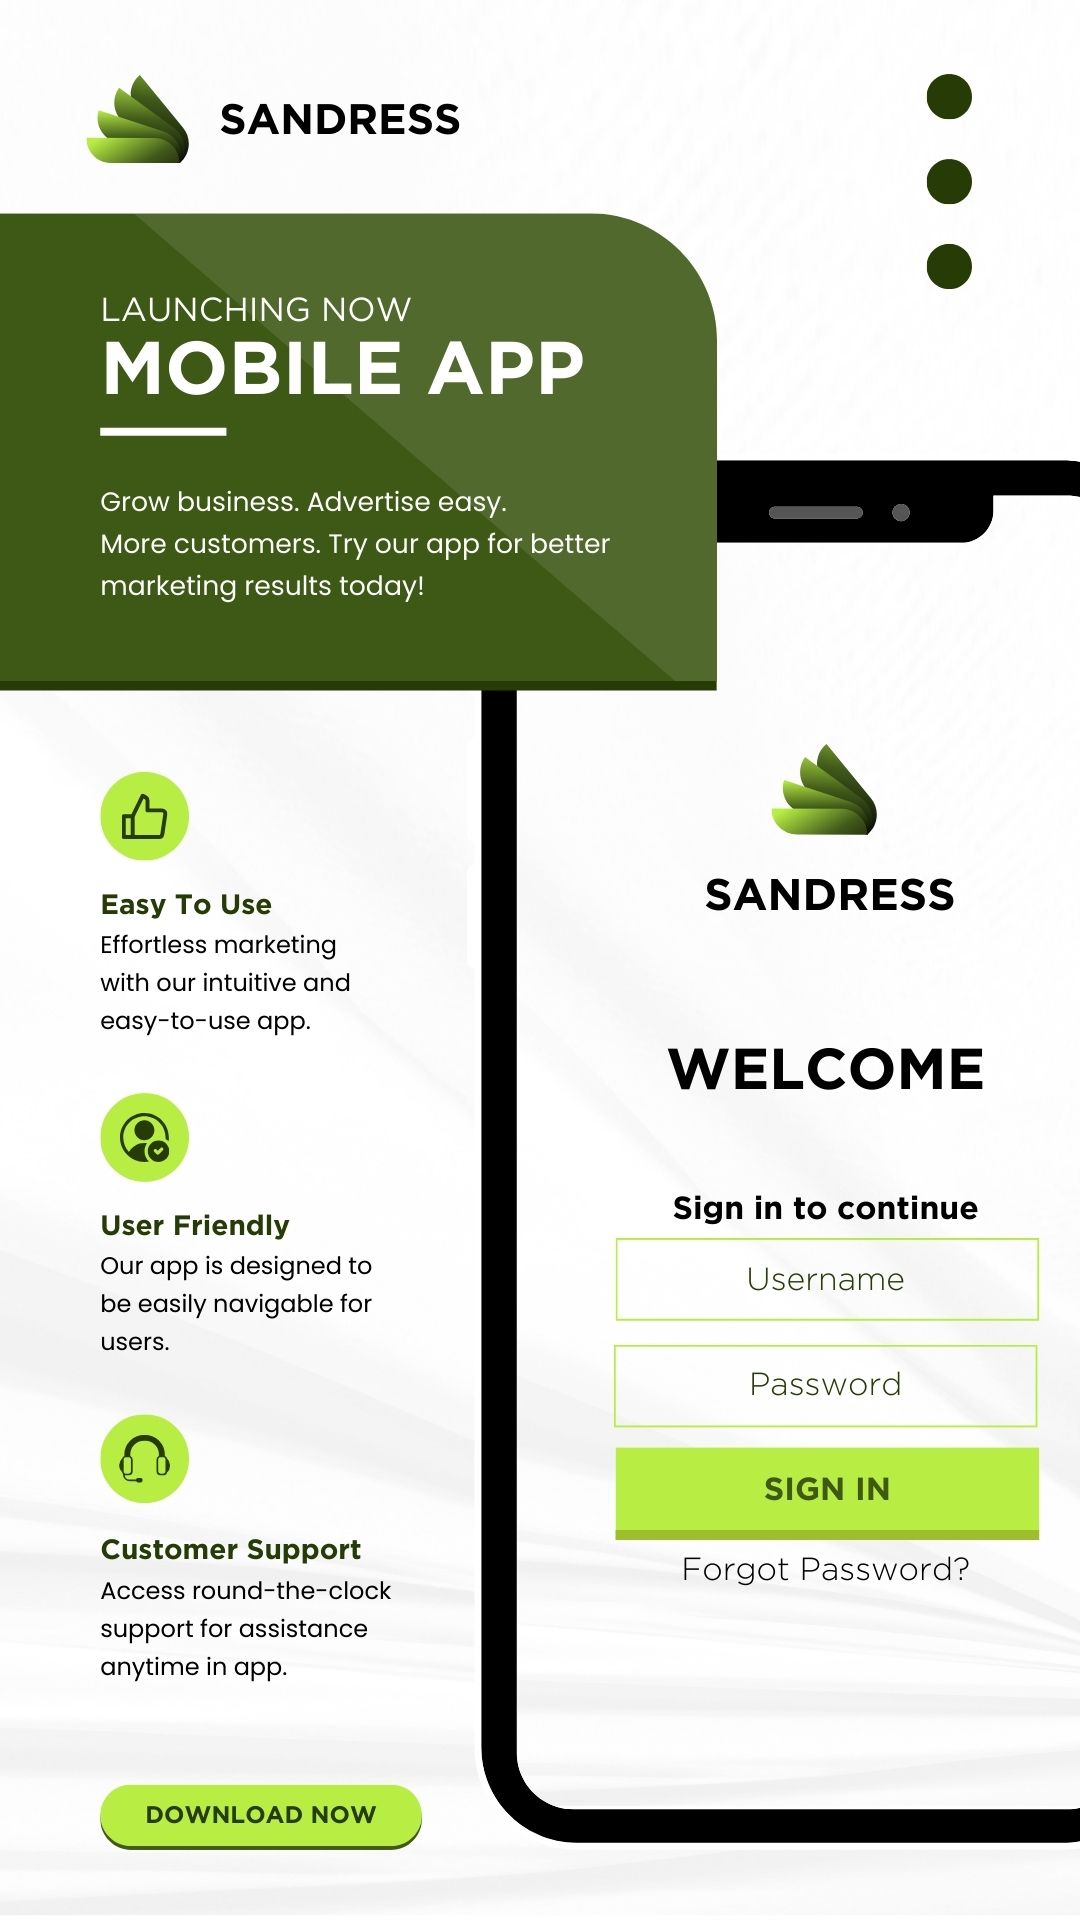 SANDRESS
LAUNCHING NOW
MOBILE APP
Grow business. Advertise easy.
More customers. Try our app for better
marketing results today!
Easy To Use
Effortless marketing
with our intuitive and
easy-to-use app.
User Friendly
Our app is designed to
be easily navigable for
users.
Customer Support
Access round-the-clock
support for assistance
anytime in app.
DOWNLOAD NOW
SANDRESS
WELCOME
Sign in to continue
Username
Password
SIGN IN
Forgot Password?